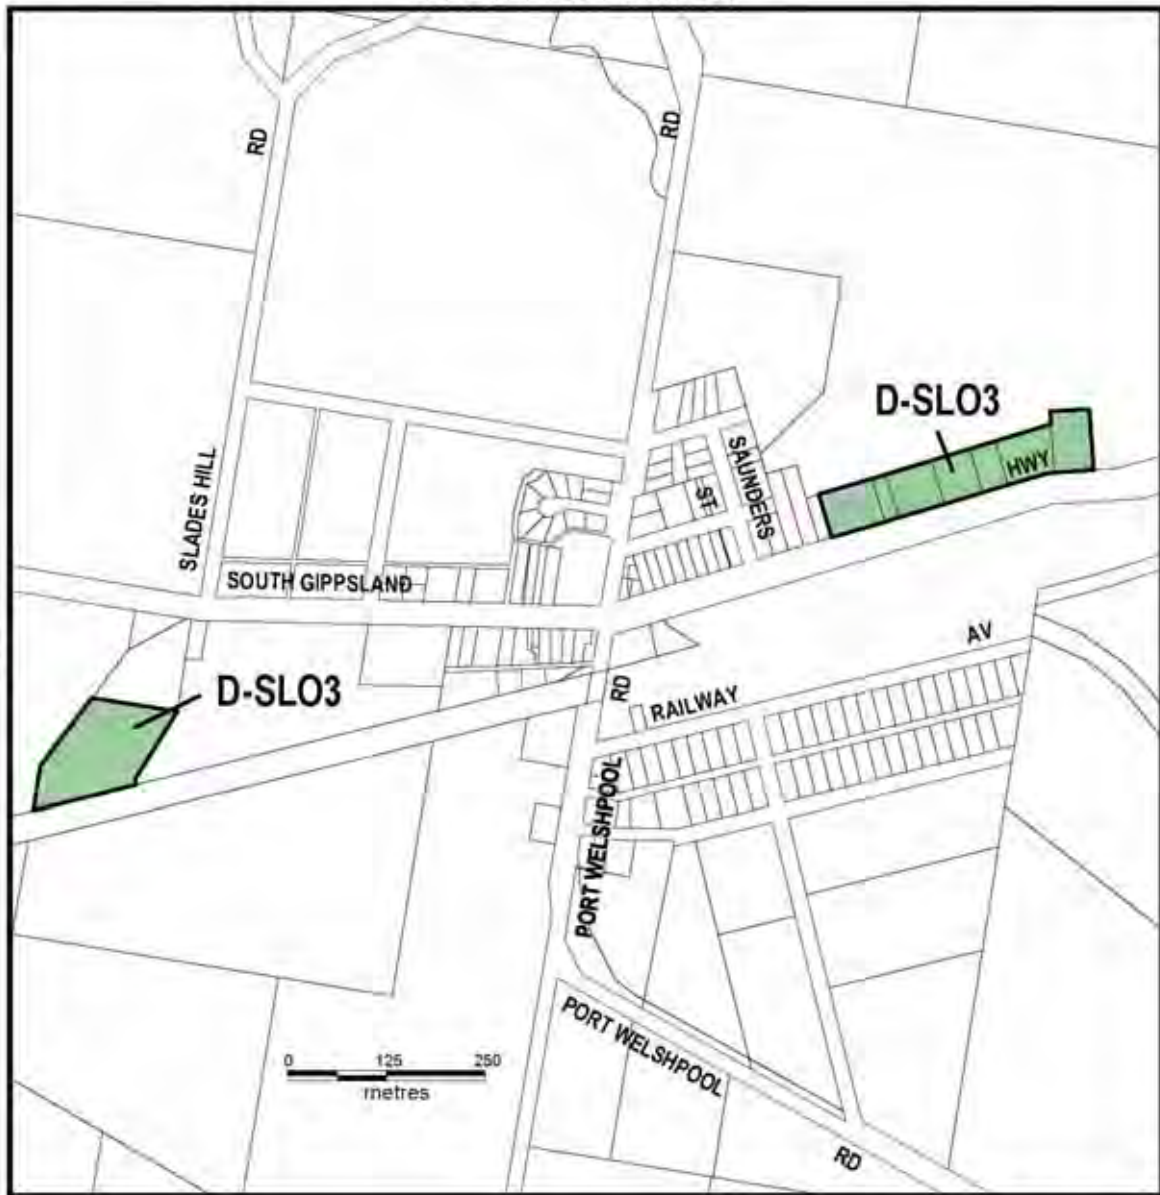 RD
RD
D-SLO3
SAUNDERS
ST
HWY
SLADES HILL
SOUTH GIPPSLAND
AV
D-SLO3
RD
RAILWAY
PORT WELSHPOOL
PORT WELSHPOOL
0 125 250
metres
RD